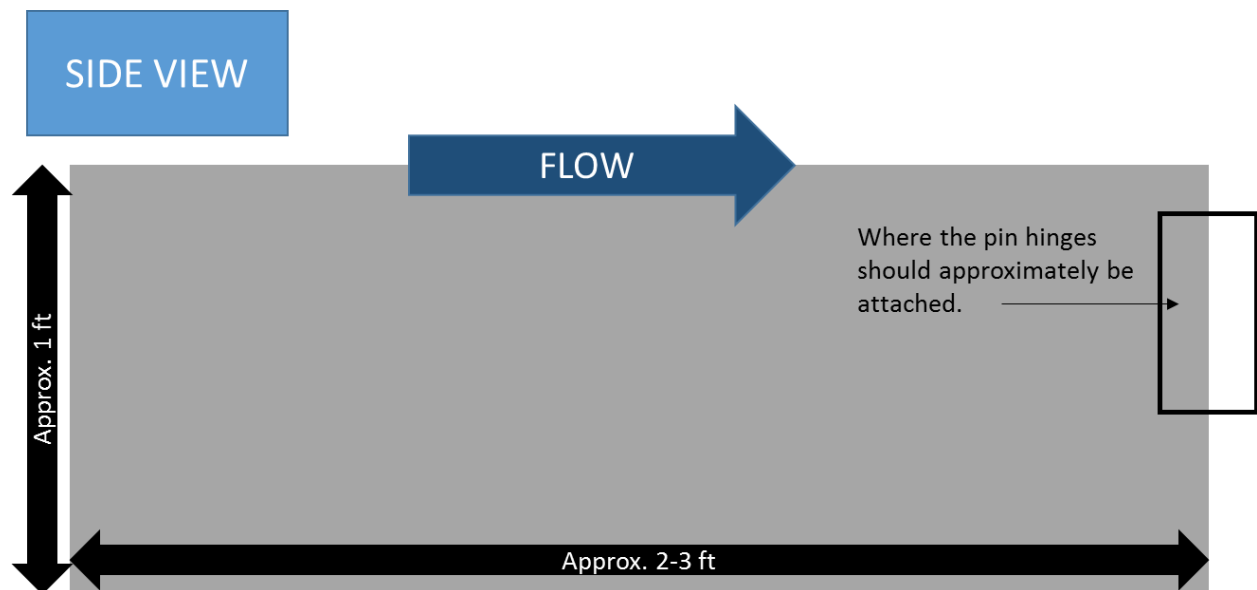 SIDE VIEW
FLOW
Where the pin hinges
should approximately be
attached.
Approx. 1 ft
Approx. 2-3 ft